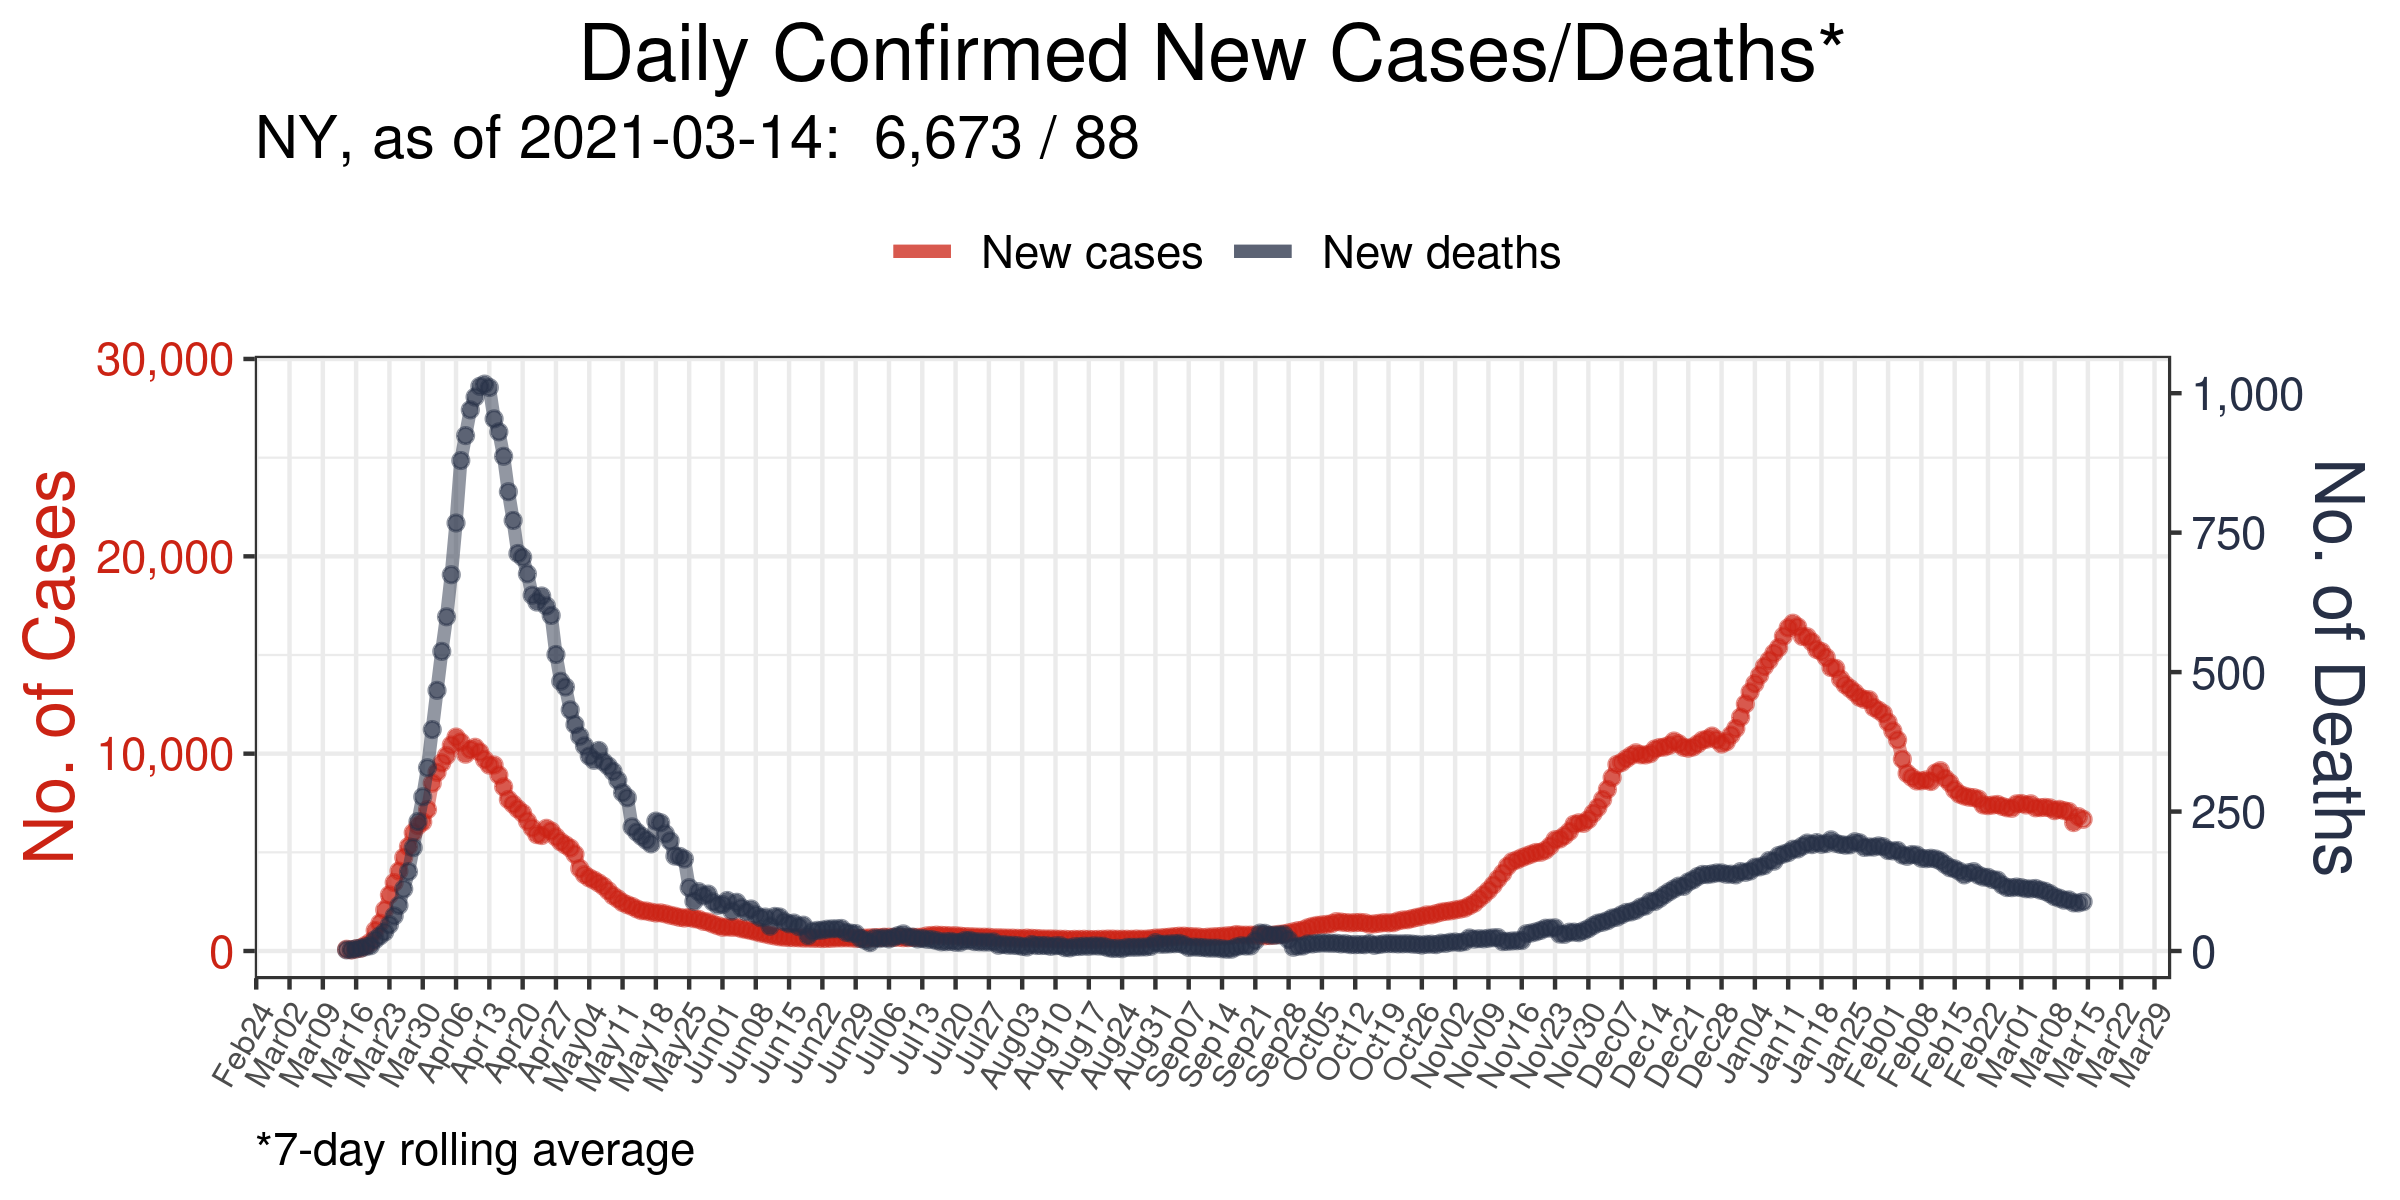 Daily Confirmed New Cases/Deaths*
NY, as of 2021-03-14:  6,673 / 88
New cases
New deaths
No. of Cases
30,000
20,000
10,000
0
1,000
750
500
250
0
No. of Deaths
Feb24
Mar02
Mar09
Mar16
Mar23
Mar30
Apr06
Apr13
Apr20
Apr27
May04
May11
May18
May25
Jun01
Jun08
Jun15
Jun22
Jun29
Jul06
Jul13
Jul20
Jul27
Aug03
Aug10
Aug17
Aug24
Aug31
Sep07
Sep14
Sep21
Sep28
Oct05
Oct12
Oct19
Oct26
Nov02
Nov09
Nov16
Nov23
Nov30
Dec07
Dec14
Dec21
Dec28
Jan04
Jan11
Jan18
Jan25
Feb01
Feb08
Feb15
Feb22
Mar01
Mar08
Mar15
Mar22
Mar29
*7-day rolling average